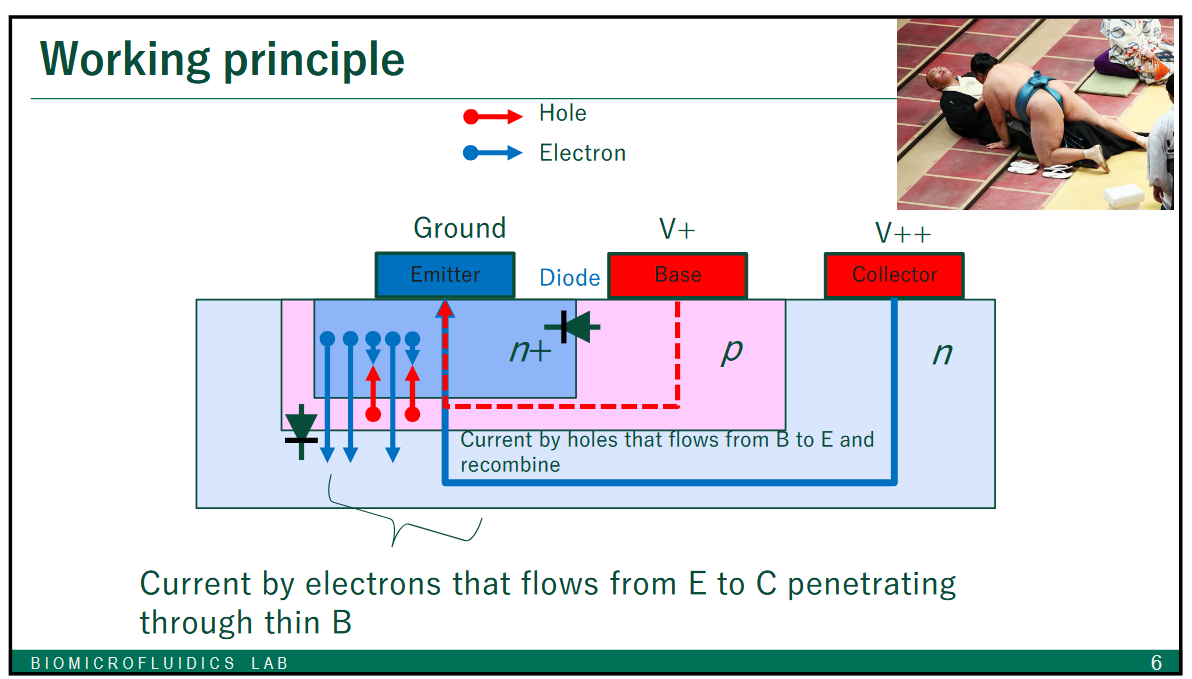 Working principle
Hole
Electron
Ground
V+
V++
Emitter
Diode
Base
Collector
n+
p
n
Current by holes that flows from B to E and
recombine
Current by electrons that flows from E to C penetrating
through thin B
BIOMICROFLUIDICS LAB
6